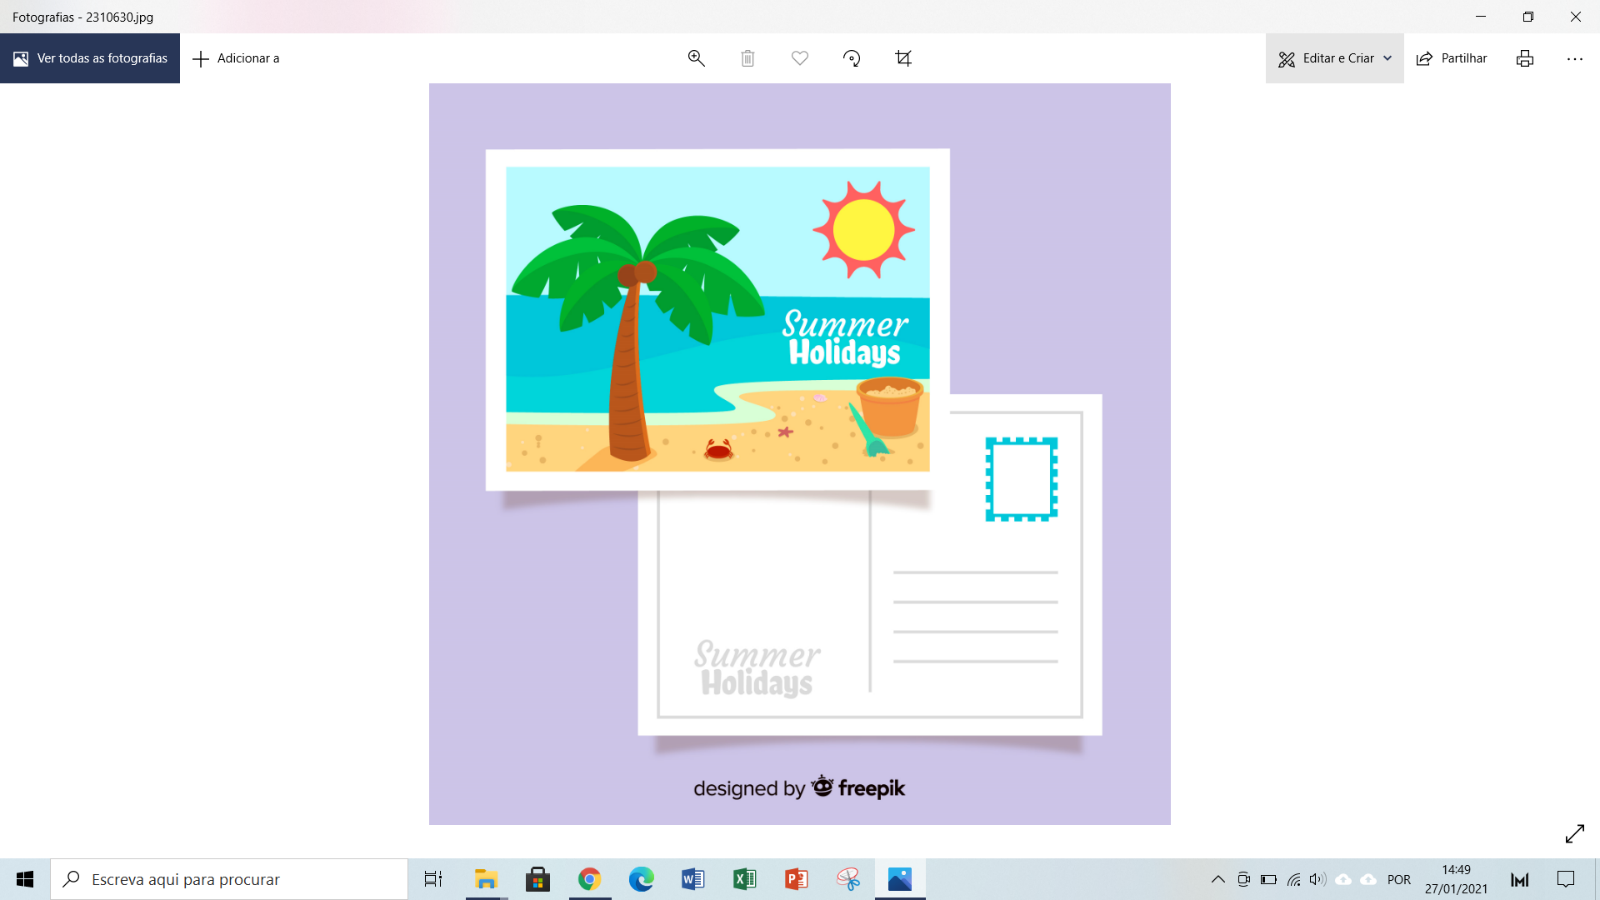 Fotografias - 2310630.jpg
Ver todas as fotografias
Adicionar a
Editar e Criar
Partilhar
Summer
Holidays
Summer
Holidays
designed by freepik
Escreva aqui para procurar
POR
14:49
27/01/2021